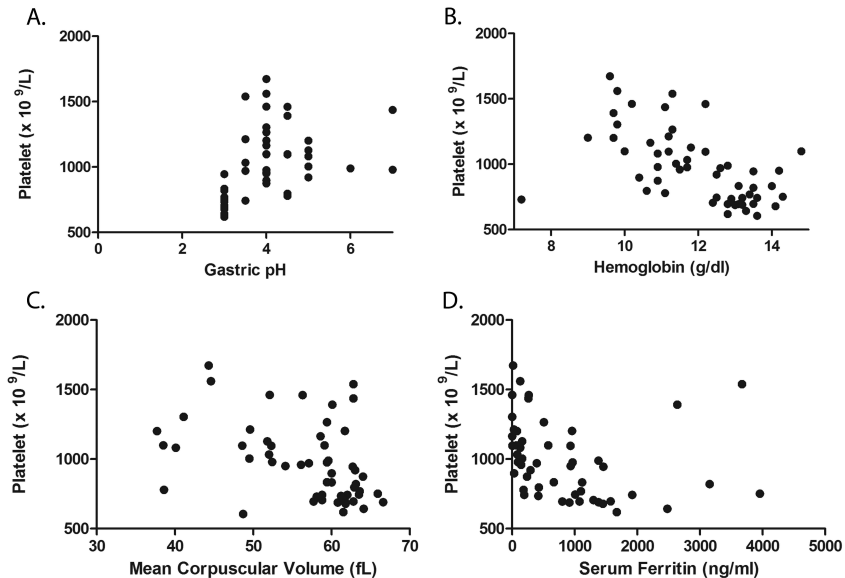 A.
2000
1500
1000
500
Platelet (x 10 9/L)
0
2
4
6
Gastric pH
B.
2000
1500
1000
500
Platelet (x 10 9/L)
8
10
12
14
Hemoglobin (g/dl)
C.
2000
1500
1000
500
Platelet (x 10 9/L)
30
40
50
60
70
Mean Corpuscular Volume (fL)
D.
2000
1500
1000
500
Platelet (x 10 9/L)
0
1000
2000
3000
4000
5000
Serum Ferritin (ng/ml)